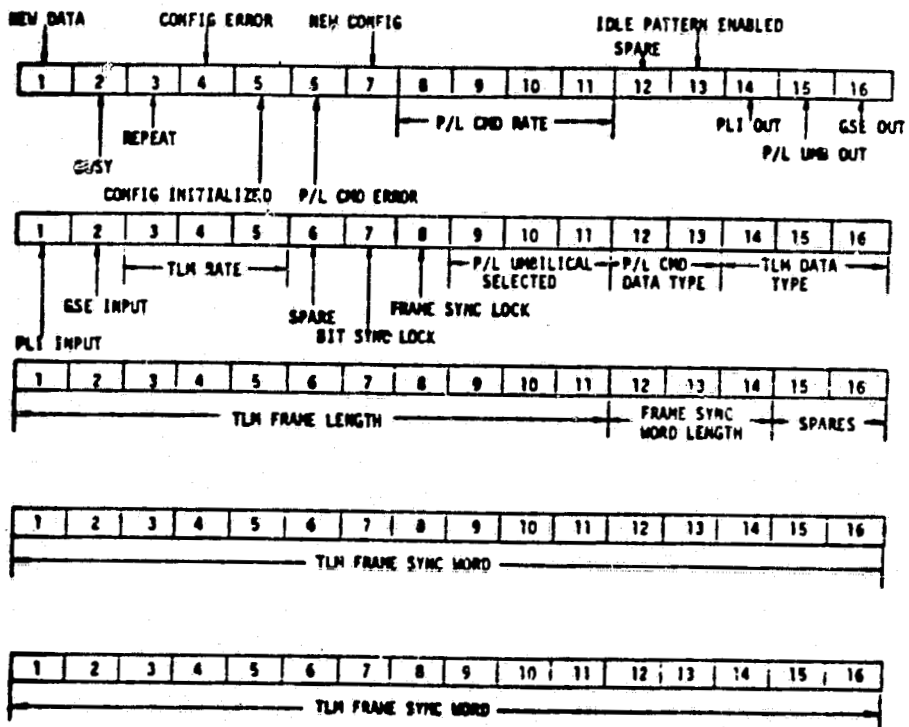 NEW DATA CONFIG ERROR NEW CONFIG IDLE PATTERN ENABLED
SPARE
1 2 3 4 5 6 7 8 9 10 11 12 13 14 15 16
REPEAT P/L CMD RATE PLI OUT GSE OUT
BUSY P/L UMB OUT
CONFIG INITIALIZED P/L CMD ERROR
1 2 3 4 5 6 7 8 9 10 11 12 13 14 15 16
TLM RATE P/L UMBILICAL SELECTED P/L CMD DATA TYPE TLM DATA TYPE
GSE INPUT SPARE FRAME SYNC LOCK
PLI INPUT BIT SYNC LOCK
1 2 3 4 5 6 7 8 9 10 11 12 13 14 15 16
TLM FRAME LENGTH FRAME SYNC WORD LENGTH SPARES
1 2 3 4 5 6 7 8 9 10 11 12 13 14 15 16
TLM FRAME SYNC WORD
1 2 3 4 5 6 7 8 9 10 11 12 13 14 15 16
TLM FRAME SYNC WORD